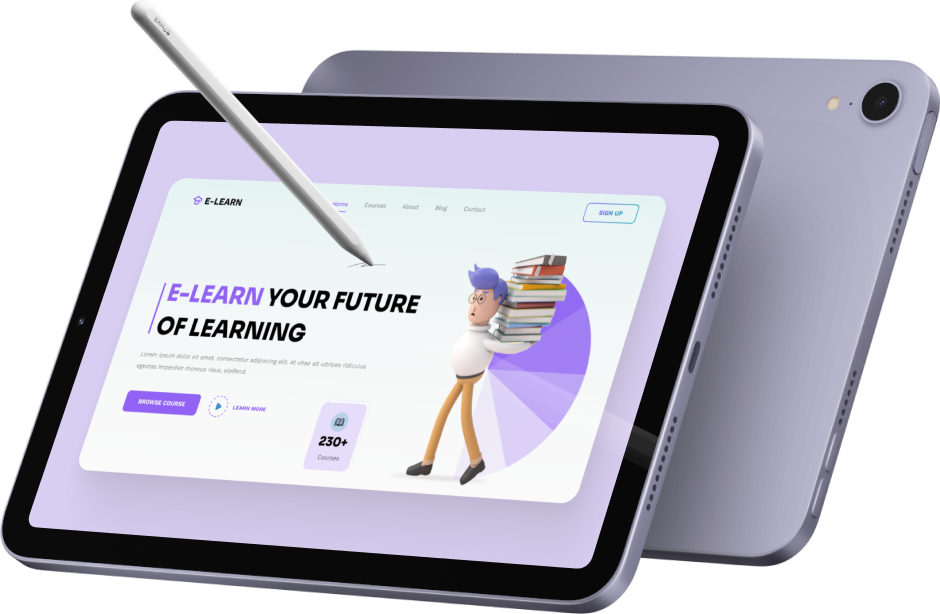 E-LEARN
Home Courses About Blog Contact
SIGN UP
E-LEARN YOUR FUTURE
OF LEARNING
Lorem ipsum dolor sit amet, consectetur adipiscing elit. At vitae sit ultrices ridiculus
egestas imperdiet rhoncus risus, eleifend.
BROWSE COURSE
LEARN MORE
230+
Courses